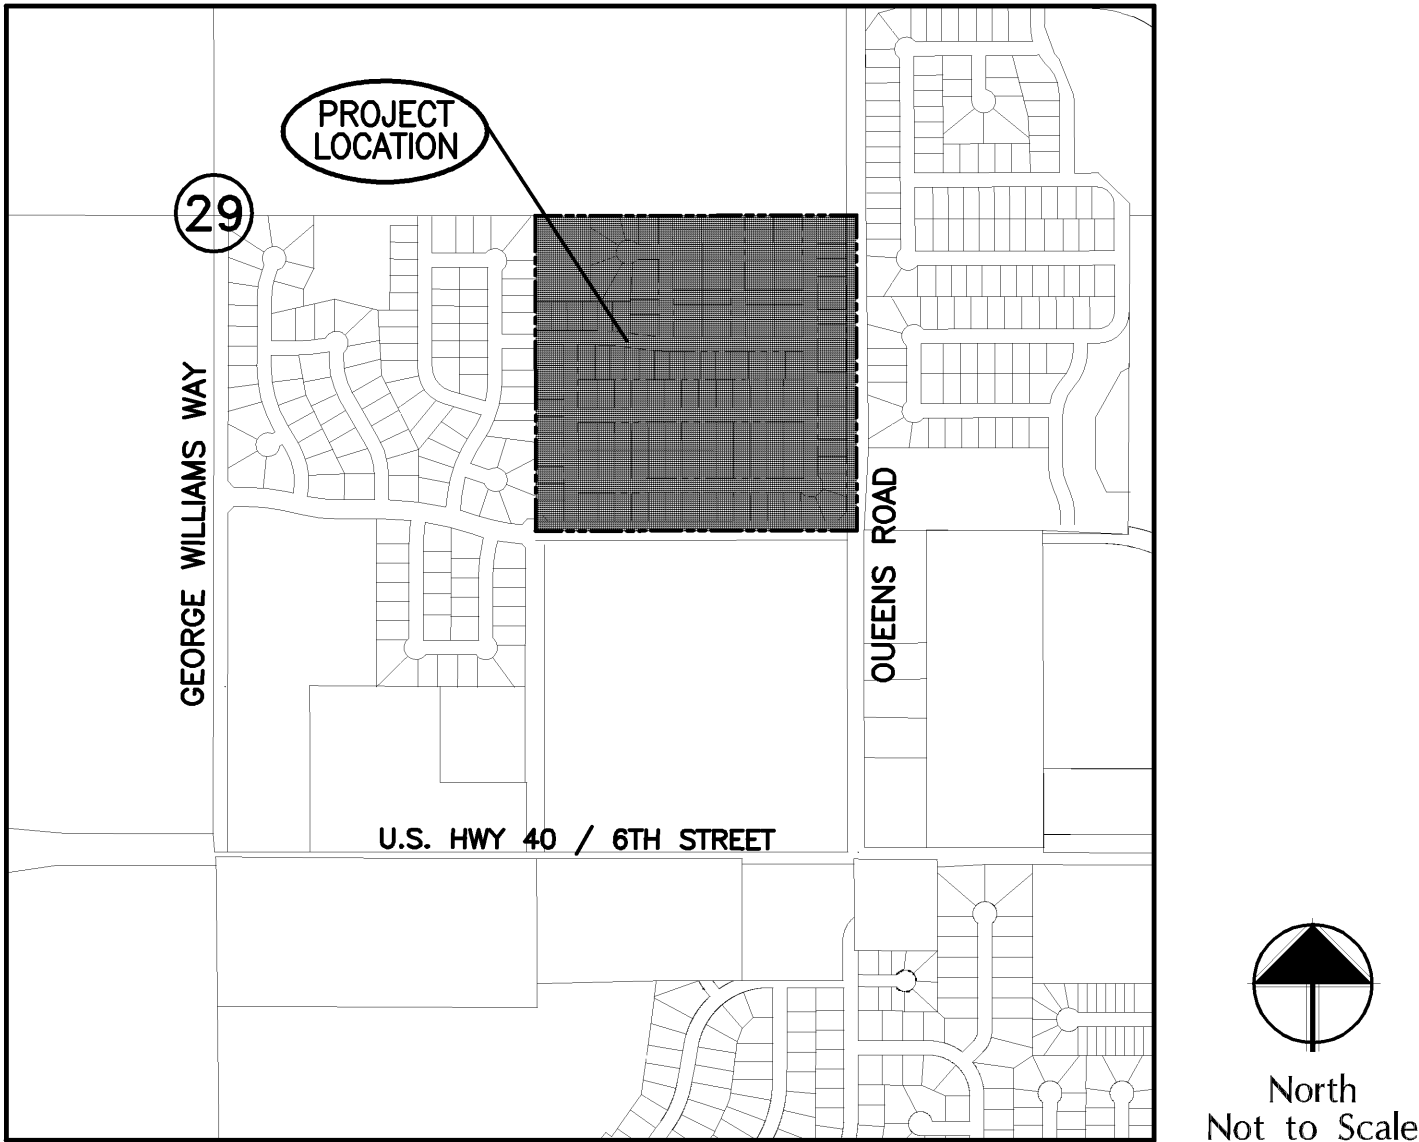 PROJECT
LOCATION
29
GEORGE WILLIAMS WAY
QUEENS ROAD
U.S. HWY 40 / 6TH STREET
North
Not to Scale